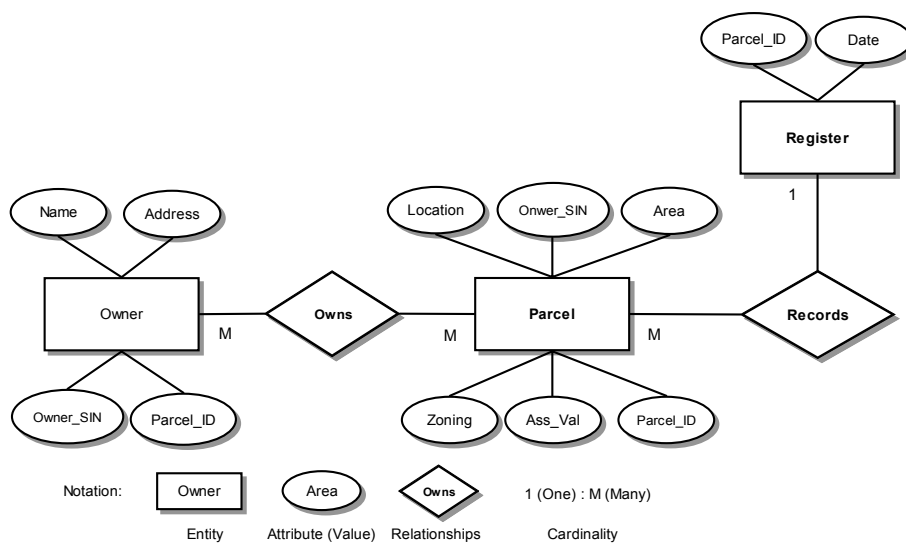 Parcel_ID
Date
Register
1
Name
Address
Location
Onwer_SIN
Area
Owner
M
Owns
M
Parcel
M
Records
Owner_SIN
Parcel_ID
Zoning
Ass_Val
Parcel_ID
Notation: Owner Area Owns 1 (One) : M (Many)
Entity Attribute (Value) Relationships Cardinality